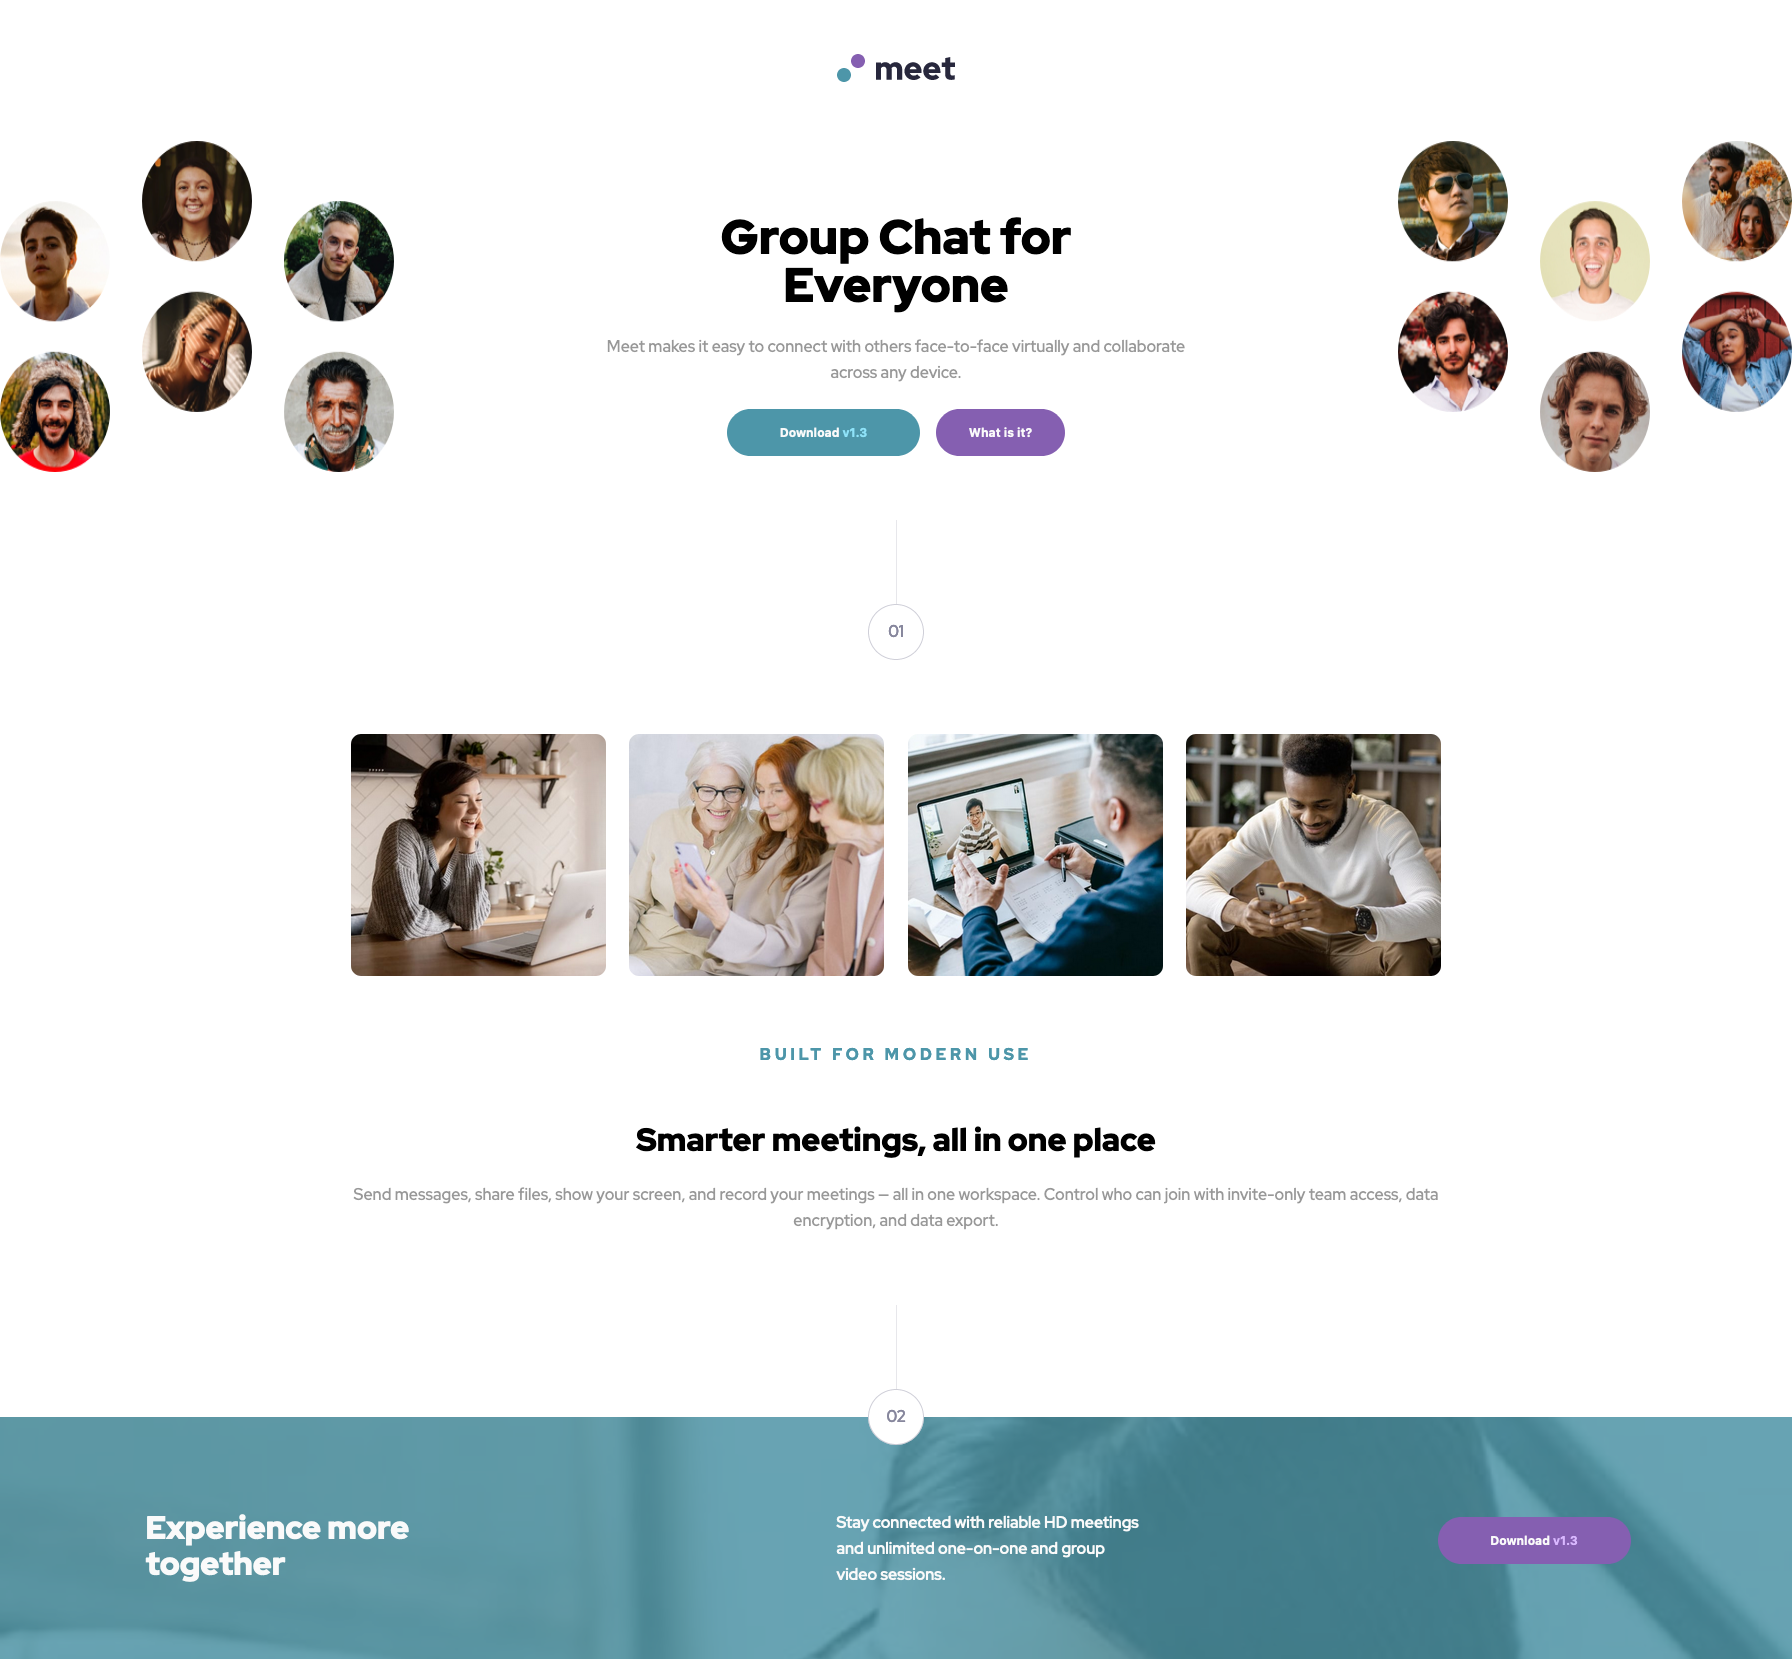 meet
Group Chat for
Everyone
Meet makes it easy to connect with others face-to-face virtually and collaborate
across any device.
Download v1.3
What is it?
01
BUILT FOR MODERN USE
Smarter meetings, all in one place
Send messages, share files, show your screen, and record your meetings — all in one workspace. Control who can join with invite-only team access, data
encryption, and data export.
02
Experience more
together
Stay connected with reliable HD meetings
and unlimited one-on-one and group
video sessions.
Download v1.3